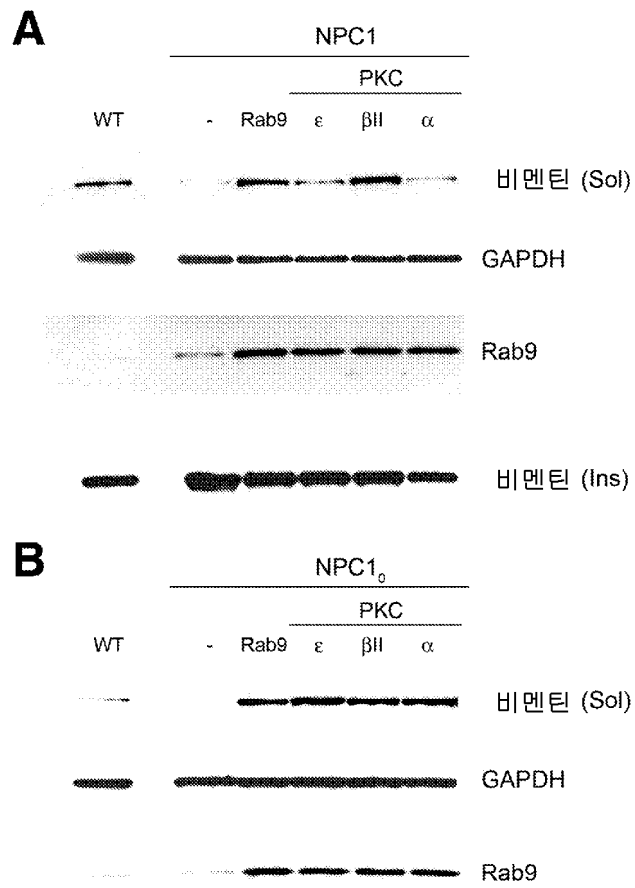 A
NPC1
PKC
WT - Rab9 ε βII α
비멘틴 (Sol)
GAPDH
Rab9
비멘틴 (Ins)
B
NPC1₀
PKC
WT - Rab9 ε βII α
비멘틴 (Sol)
GAPDH
Rab9